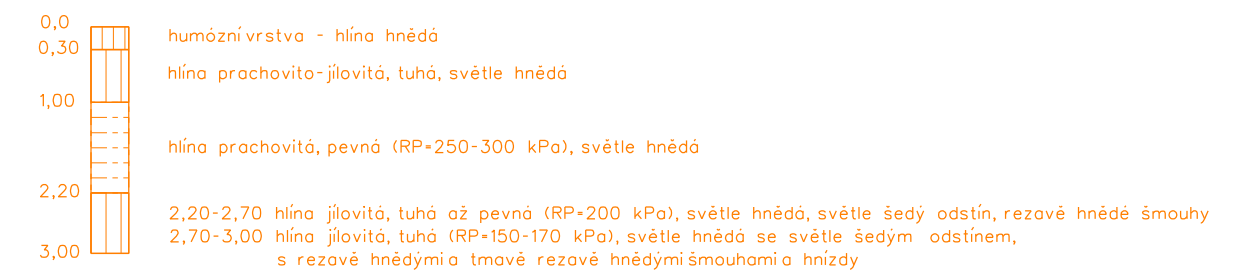 0,0
humózní vrstva - hlína hnědá
0,30
hlína prachovito-jílovitá, tuhá, světle hnědá
1,00
hlína prachovitá, pevná (RP=250-300 kPa), světle hnědá
2,20
2,20-2,70 hlína jílovitá, tuhá až pevná (RP=200 kPa), světle hnědá, světle šedý odstín, rezavě hnědé šmouhy
2,70-3,00 hlína jílovitá, tuhá (RP=150-170 kPa), světle hnědá se světle šedým odstínem,
3,00
s rezavě hnědými a tmavě rezavě hnědými šmouhami a hnízdy